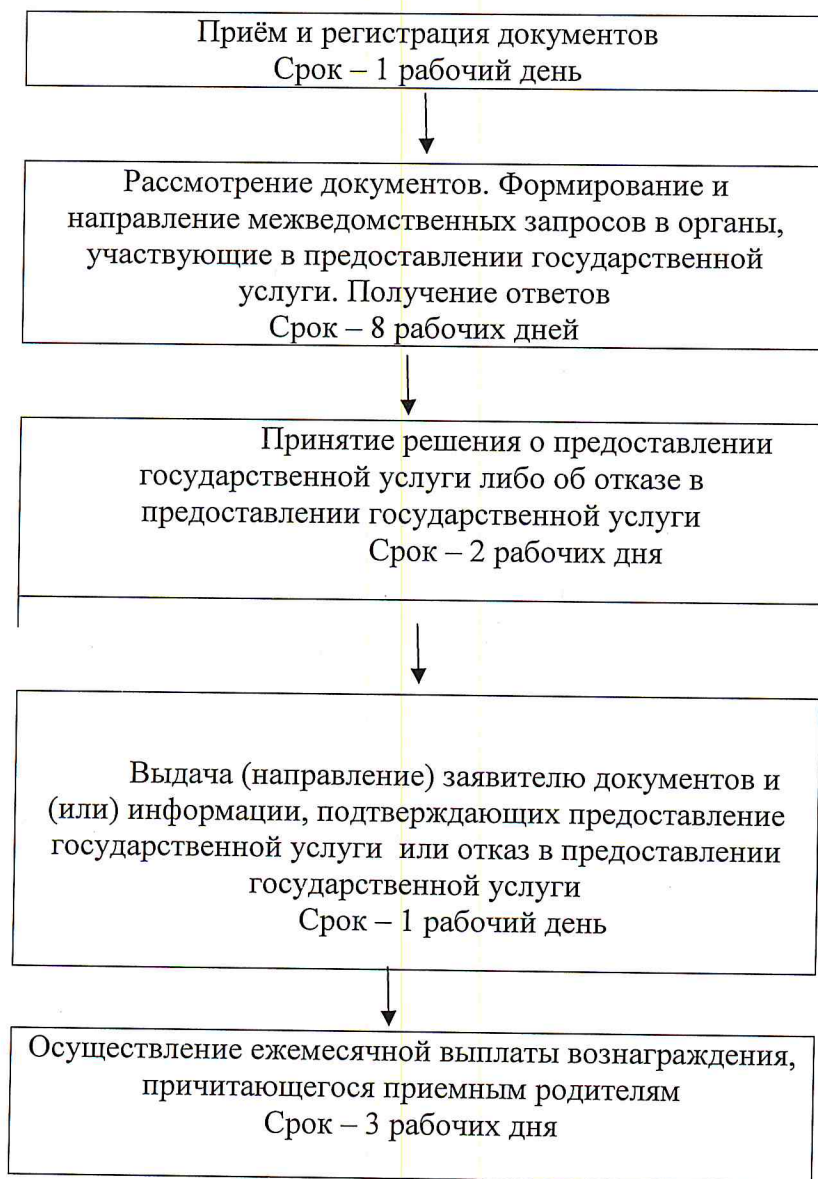 Приём и регистрация документов
Срок – 1 рабочий день
Рассмотрение документов. Формирование и
направление межведомственных запросов в органы,
участвующие в предоставлении государственной
услуги. Получение ответов
Срок – 8 рабочих дней
Принятие решения о предоставлении
государственной услуги либо об отказе в
предоставлении государственной услуги
Срок – 2 рабочих дня
Выдача (направление) заявителю документов и
(или) информации, подтверждающих предоставление
государственной услуги или отказ в предоставлении
государственной услуги
Срок – 1 рабочий день
Осуществление ежемесячной выплаты вознаграждения,
причитающегося приемным родителям
Срок – 3 рабочих дня